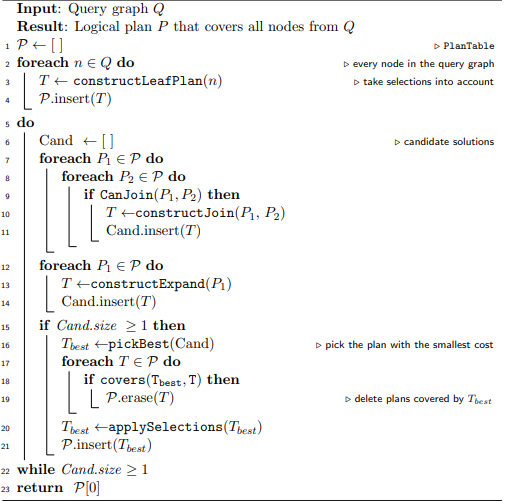 Input: Query graph Q
Result: Logical plan P that covers all nodes from Q
1 𝒫 ← [ ] ▷ PlanTable
2 foreach n ∈ Q do ▷ every node in the query graph
3 T ← constructLeafPlan(n) ▷ take selections into account
4 𝒫.insert(T)
5 do
6 Cand ← [ ] ▷ candidate solutions
7 foreach P₁ ∈ 𝒫 do
8 foreach P₂ ∈ 𝒫 do
9 if CanJoin(P₁, P₂) then
10 T ←constructJoin(P₁, P₂)
11 Cand.insert(T)
12 foreach P₁ ∈ 𝒫 do
13 T ←constructExpand(P₁)
14 Cand.insert(T)
15 if Cand.size ≥ 1 then
16 T_best ←pickBest(Cand) ▷ pick the plan with the smallest cost
17 foreach T ∈ 𝒫 do
18 if covers(T_best, T) then
19 𝒫.erase(T) ▷ delete plans covered by T_best
20 T_best ←applySelections(T_best)
21 𝒫.insert(T_best)
22 while Cand.size ≥ 1
23 return 𝒫[0]